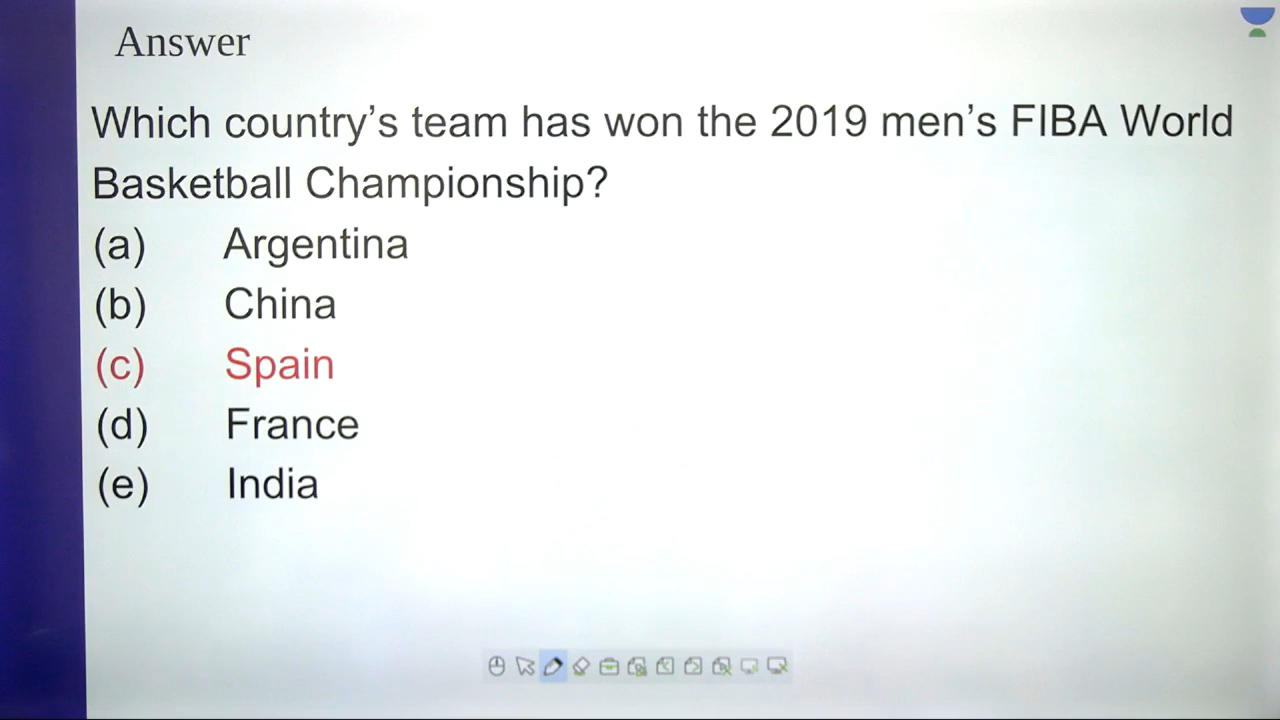 Answer
Which country’s team has won the 2019 men’s FIBA World
Basketball Championship?
(a) Argentina
(b) China
(c) Spain
(d) France
(e) India